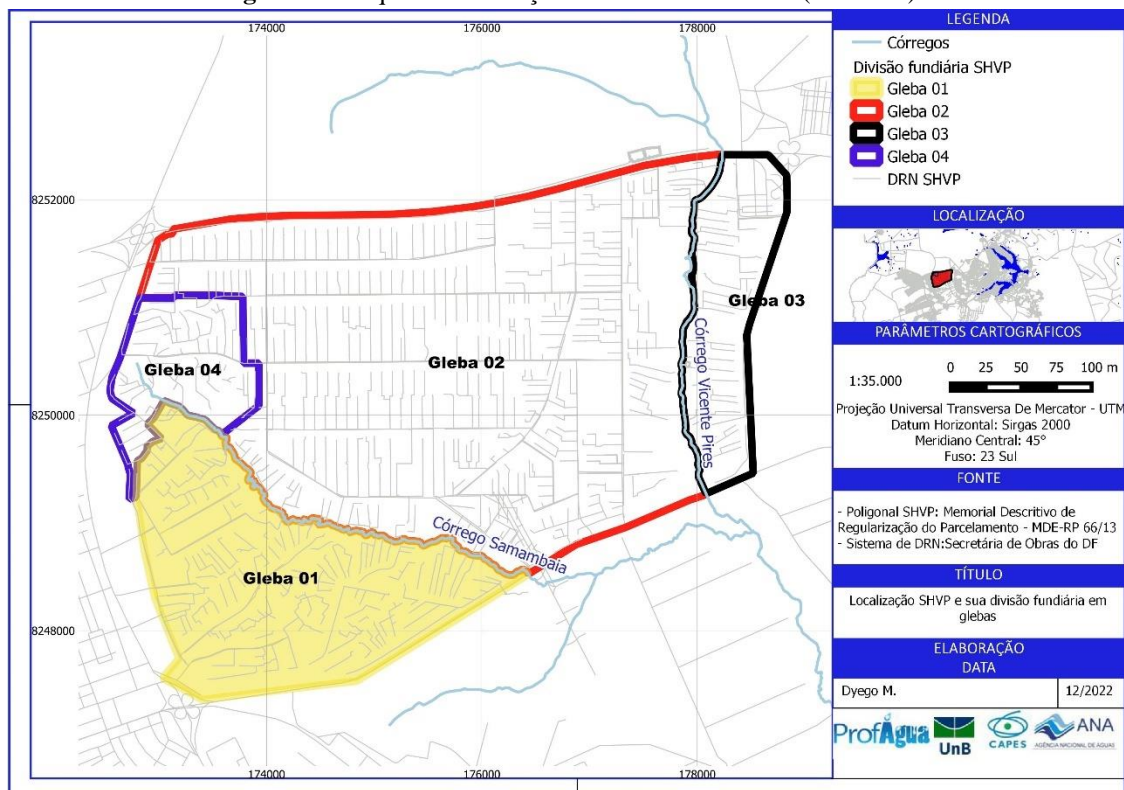 174000
176000
178000
8252000
8250000
8248000
Gleba 03
Gleba 04
Gleba 02
Córrego Vicente Pires
Córrego Samambaia
Gleba 01
174000
176000
178000
LEGENDA
Córregos
Divisão fundiária SHVP
Gleba 01
Gleba 02
Gleba 03
Gleba 04
DRN SHVP
LOCALIZAÇÃO
PARÂMETROS CARTOGRÁFICOS
1:35.000
0 25 50 75 100 m
Projeção Universal Transversa De Mercator - UTM
Datum Horizontal: Sirgas 2000
Meridiano Central: 45°
Fuso: 23 Sul
FONTE
- Poligonal SHVP: Memorial Descritivo de
Regularização do Parcelamento - MDE-RP 66/13
- Sistema de DRN:Secretária de Obras do DF
TÍTULO
Localização SHVP e sua divisão fundiária em
glebas
ELABORAÇÃO
DATA
Dyego M.
12/2022
ProfÁgua
UnB
CAPES
ANA
AGÊNCIA NACIONAL DE ÁGUAS